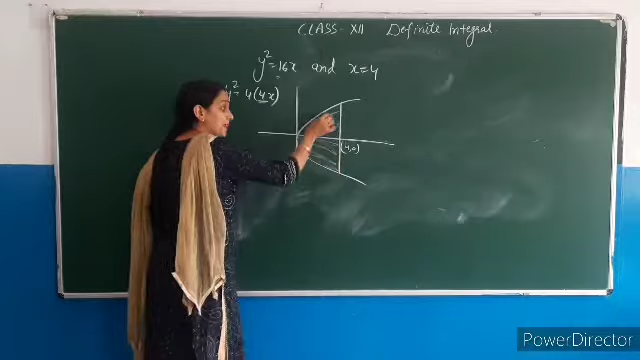 CLASS - XII Definite Integral
y² = 16x and x = 4
y² = 4(4x)
(4,0)
PowerDirector